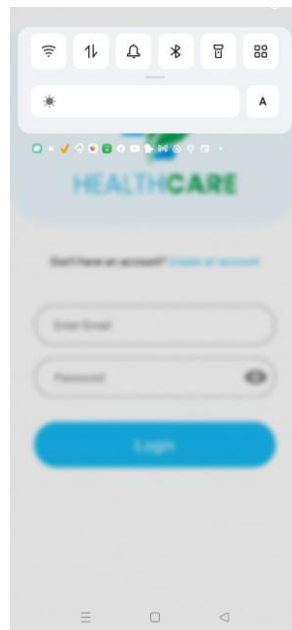 A
HEALTHCARE
Don't have an account? Create an account
Enter Email
Password
Login